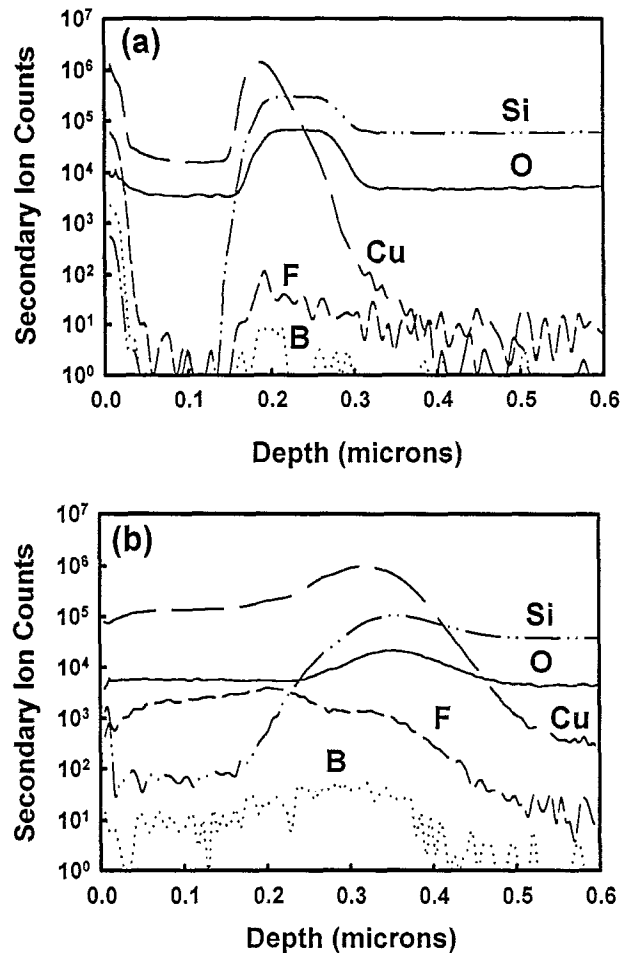 (a)
Secondary Ion Counts
10⁷
10⁶
10⁵
10⁴
10³
10²
10¹
10⁰
Si
O
Cu
F
B
0.0 0.1 0.2 0.3 0.4 0.5 0.6
Depth (microns)
(b)
Secondary Ion Counts
10⁷
10⁶
10⁵
10⁴
10³
10²
10¹
10⁰
Si
O
F
Cu
B
0.0 0.1 0.2 0.3 0.4 0.5 0.6
Depth (microns)